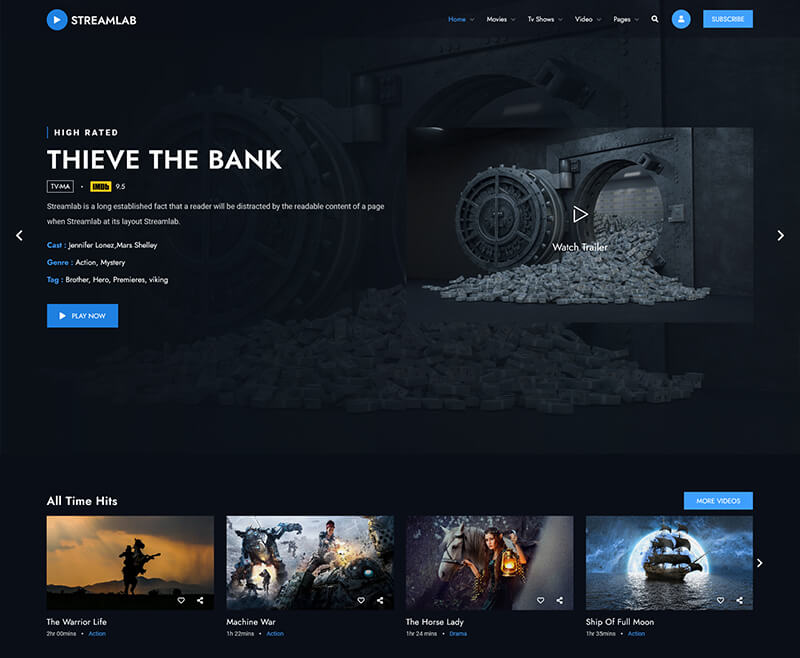 STREAMLAB
Home Movies Tv Shows Video Pages SUBSCRIBE
HIGH RATED
THIEVE THE BANK
TV-MA • IMDb 9.5
Streamlab is a long established fact that a reader will be distracted by the readable content of a page
when Streamlab at its layout Streamlab.
Cast : Jennifer Lonez,Mars Shelley
Genre : Action, Mystery
Tag : Brother, Hero, Premieres, viking
PLAY NOW
Watch Trailer
All Time Hits
MORE VIDEOS
The Warrior Life
2hr 00mins • Action
Machine War
1h 22mins • Action
The Horse Lady
1hr 24 mins • Drama
Ship Of Full Moon
1hr 35mins • Action